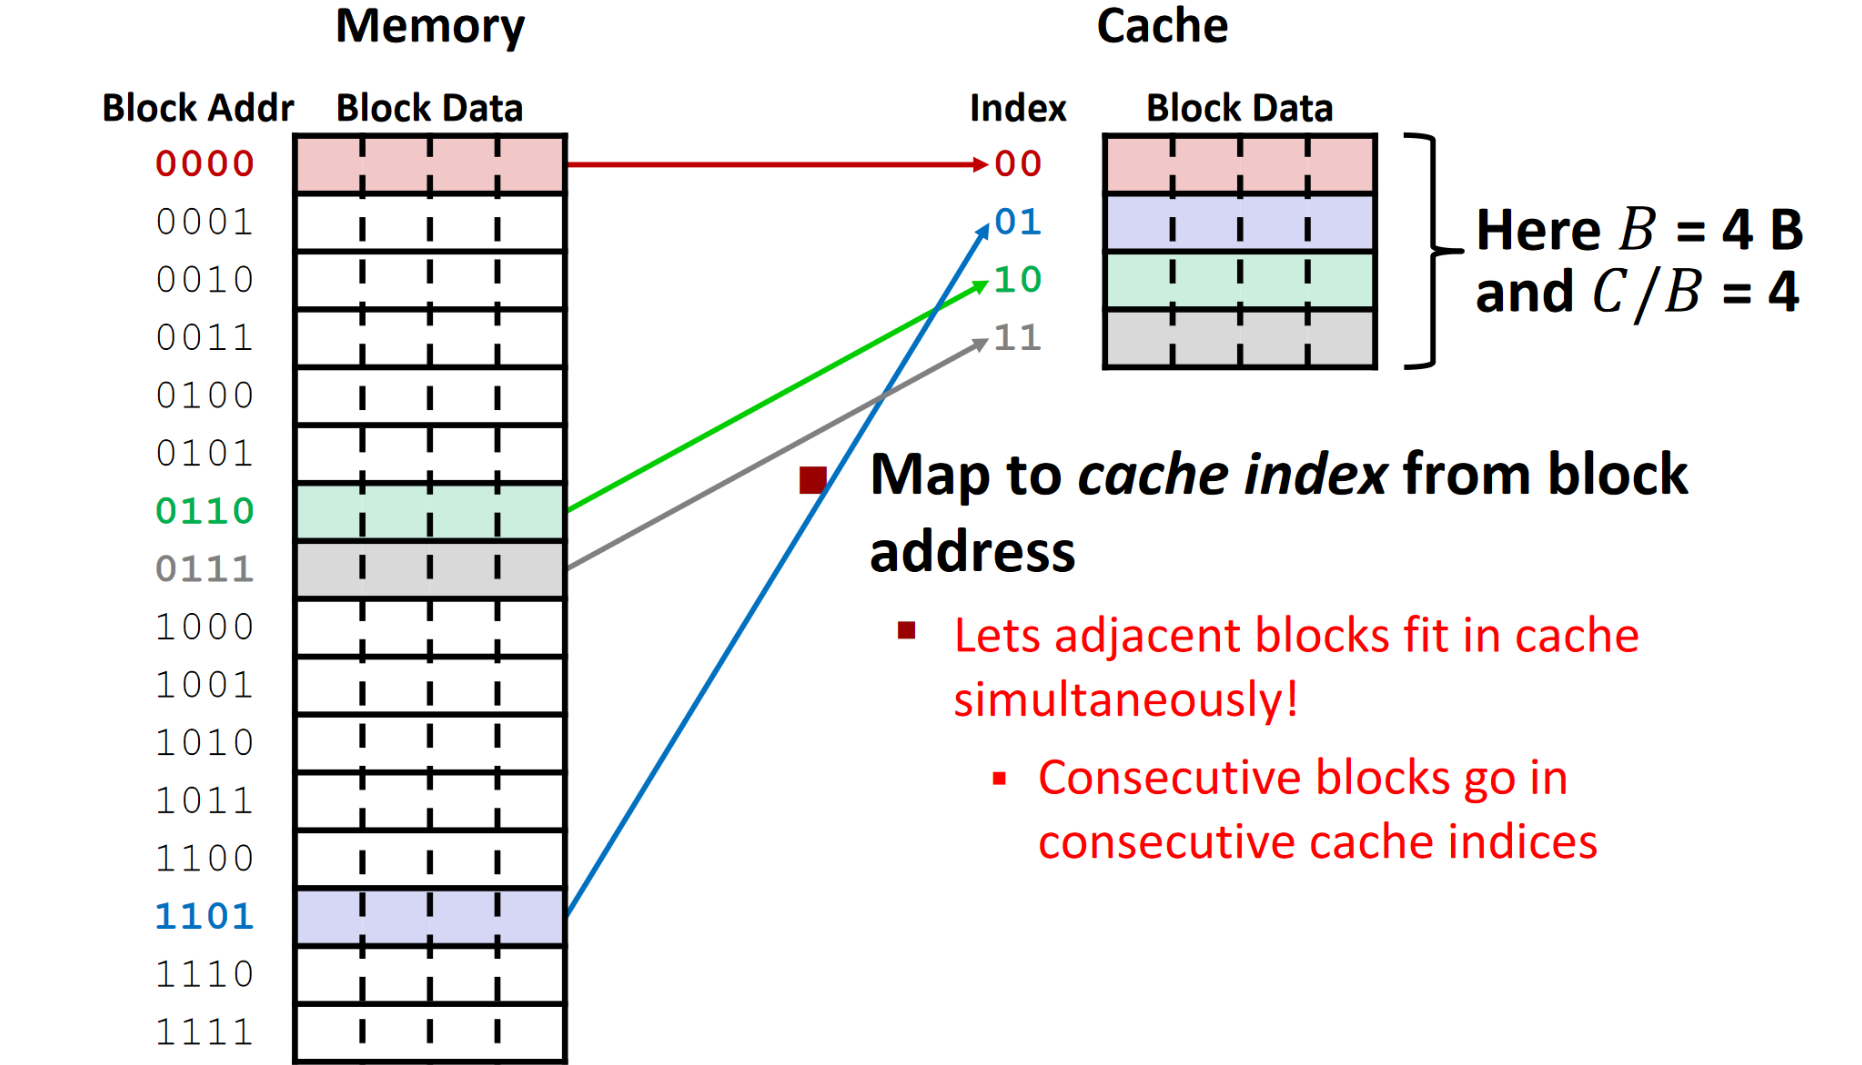 Memory
Cache
Block Addr Block Data
Index Block Data
0000
0001
0010
0011
0100
0101
0110
0111
1000
1001
1010
1011
1100
1101
1110
1111
00
01
10
11
Here B = 4 B
and C/B = 4
Map to cache index from block
address
Lets adjacent blocks fit in cache
simultaneously!
Consecutive blocks go in
consecutive cache indices